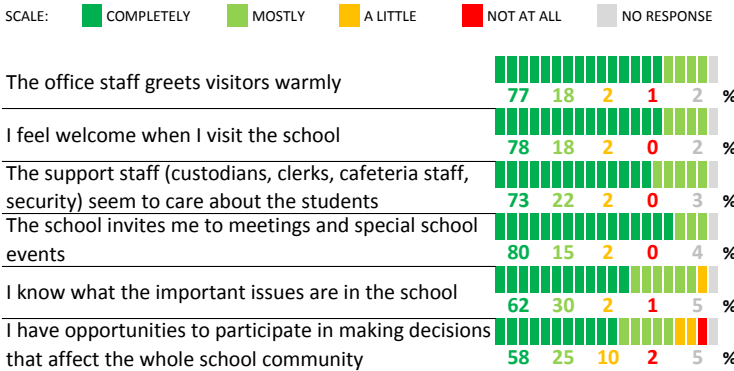 SCALE: COMPLETELY MOSTLY A LITTLE NOT AT ALL NO RESPONSE
The office staff greets visitors warmly
77 18 2 1 2 %
I feel welcome when I visit the school
78 18 2 0 2 %
The support staff (custodians, clerks, cafeteria staff,
security) seem to care about the students
73 22 2 0 3 %
The school invites me to meetings and special school
events
80 15 2 0 4 %
I know what the important issues are in the school
62 30 2 1 5 %
I have opportunities to participate in making decisions
that affect the whole school community
58 25 10 2 5 %